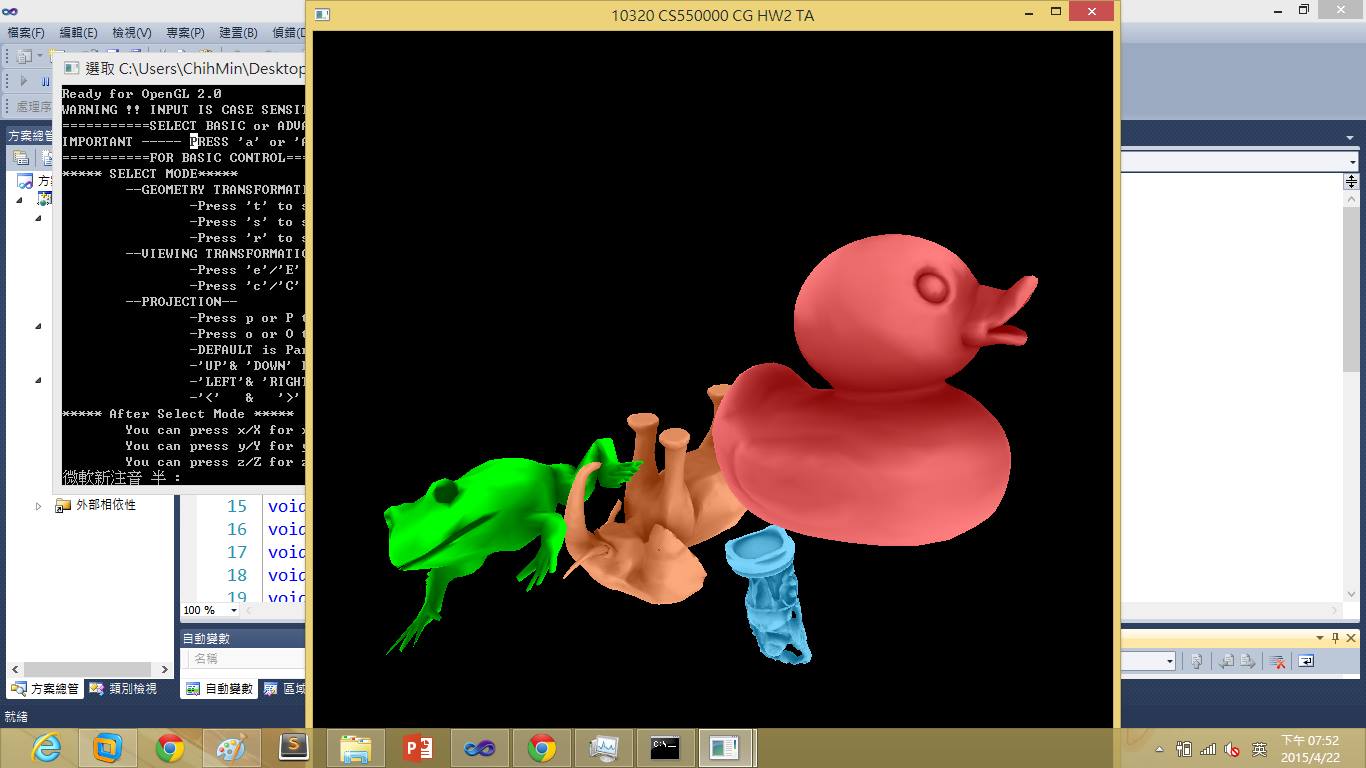 10320 CS550000 CG HW2 TA
檔案(F) 編輯(E) 檢視(V) 專案(P) 建置(B) 偵錯(D
選取 C:\Users\ChihMin\Desktop
處理序
方案總管
Ready for OpenGL 2.0
WARNING !! INPUT IS CASE SENSIT
===========SELECT BASIC or ADVA
IMPORTANT ----- PRESS 'a' or 'A
===========FOR BASIC CONTROL===
***** SELECT MODE*****
--GEOMETRY TRANSFORMATI
-Press 't' to s
-Press 's' to s
-Press 'r' to s
--VIEWING TRANSFORMATIO
-Press 'e'/'E'
-Press 'c'/'C'
--PROJECTION--
-Press p or P t
-Press o or O t
-DEFAULT is Par
-'UP'& 'DOWN'
-'LEFT'& 'RIGHT
-'<' & '>'
***** After Select Mode *****
You can press x/X for x
You can press y/Y for y
You can press z/Z for z
微軟新注音 半 :
方
外部相依性
15 void
16 void
17 void
18 void
19 void
100 %
自動變數
名稱
方案總管 類別檢視
自動變數 區域
就緒
C:\
英
下午 07:52
2015/4/22